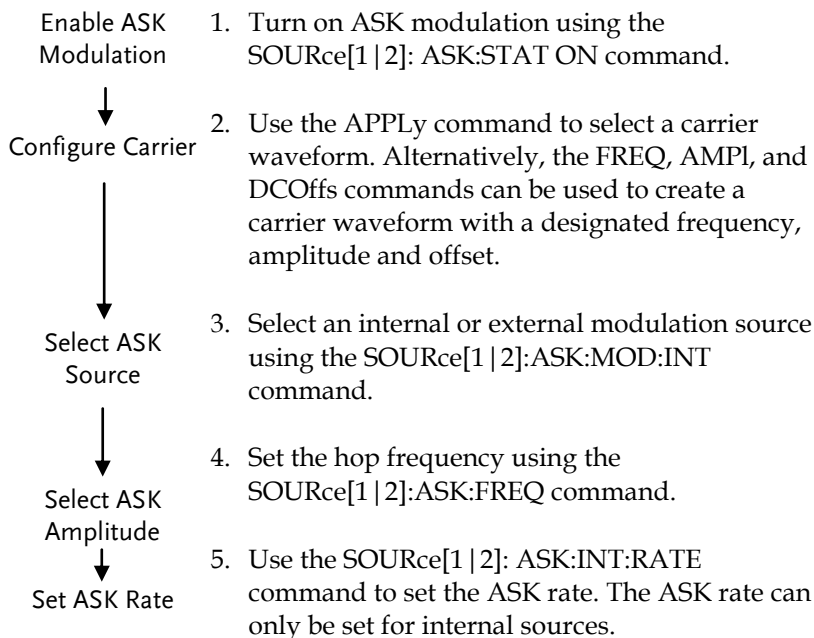 Enable ASK
Modulation
1. Turn on ASK modulation using the
SOURce[1|2]: ASK:STAT ON command.
Configure Carrier
2. Use the APPLy command to select a carrier
waveform. Alternatively, the FREQ, AMPl, and
DCOffs commands can be used to create a
carrier waveform with a designated frequency,
amplitude and offset.
Select ASK
Source
3. Select an internal or external modulation source
using the SOURce[1|2]:ASK:MOD:INT
command.
Select ASK
Amplitude
4. Set the hop frequency using the
SOURce[1|2]:ASK:FREQ command.
Set ASK Rate
5. Use the SOURce[1|2]: ASK:INT:RATE
command to set the ASK rate. The ASK rate can
only be set for internal sources.